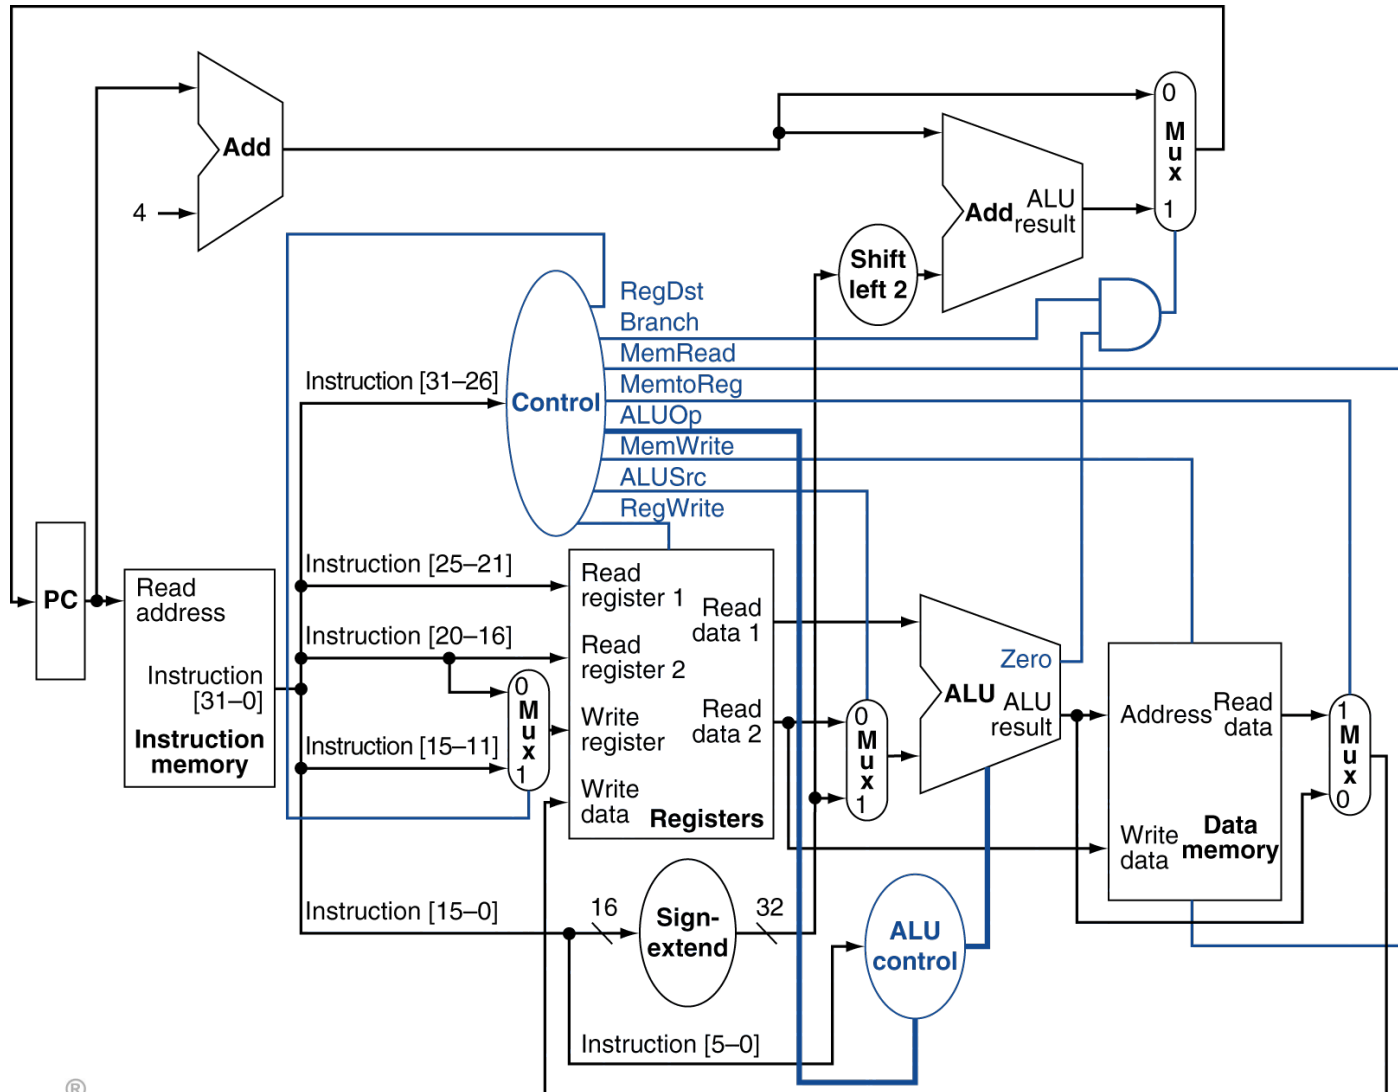 0
M
u
x
1
Add
4
Add
ALU
result
Shift
left 2
RegDst
Branch
MemRead
MemtoReg
ALUOp
MemWrite
ALUSrc
RegWrite
Control
Instruction [31–26]
Instruction [25–21]
Instruction [20–16]
Instruction [15–11]
Instruction [15–0]
Instruction [5–0]
PC
Read
address
Instruction
[31–0]
Instruction
memory
0
M
u
x
1
Read
register 1
Read
register 2
Write
register
Write
data
Read
data 1
Read
data 2
Registers
0
M
u
x
1
Zero
ALU
ALU
result
Address
Read
data
Write
data
Data
memory
1
M
u
x
0
16
Sign-
extend
32
ALU
control
®